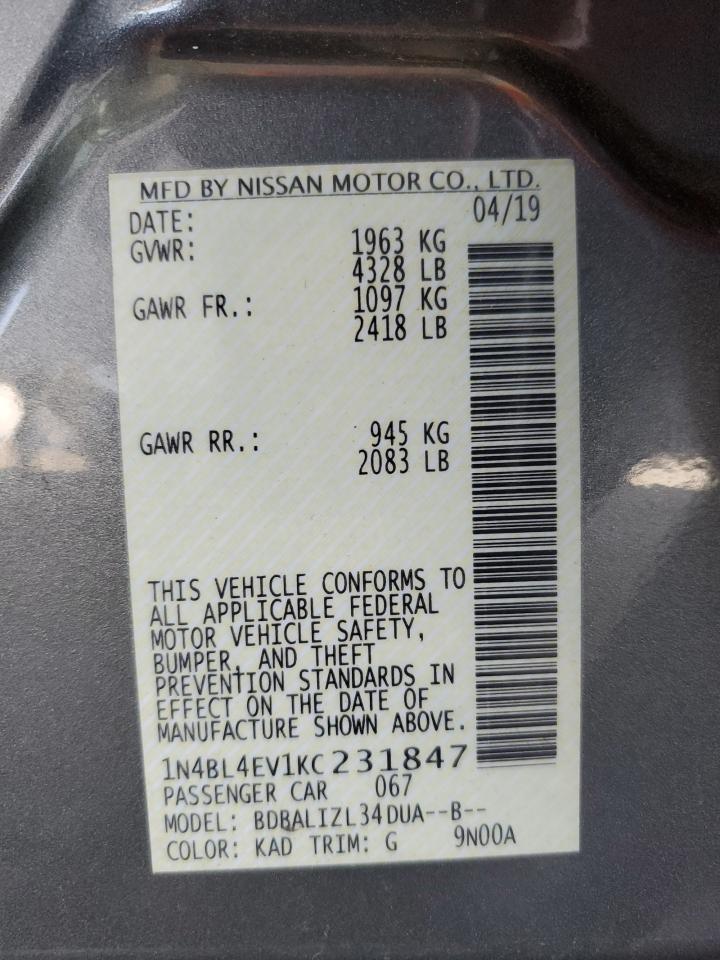 MFD BY NISSAN MOTOR CO., LTD.
DATE: 04/19
GVWR: 1963 KG
4328 LB
GAWR FR.: 1097 KG
2418 LB
GAWR RR.: 945 KG
2083 LB
THIS VEHICLE CONFORMS TO
ALL APPLICABLE FEDERAL
MOTOR VEHICLE SAFETY,
BUMPER, AND THEFT
PREVENTION STANDARDS IN
EFFECT ON THE DATE OF
MANUFACTURE SHOWN ABOVE.
1N4BL4EV1KC231847
PASSENGER CAR 067
MODEL: BDBALIZL34DUA--B--
COLOR: KAD TRIM: G 9N00A